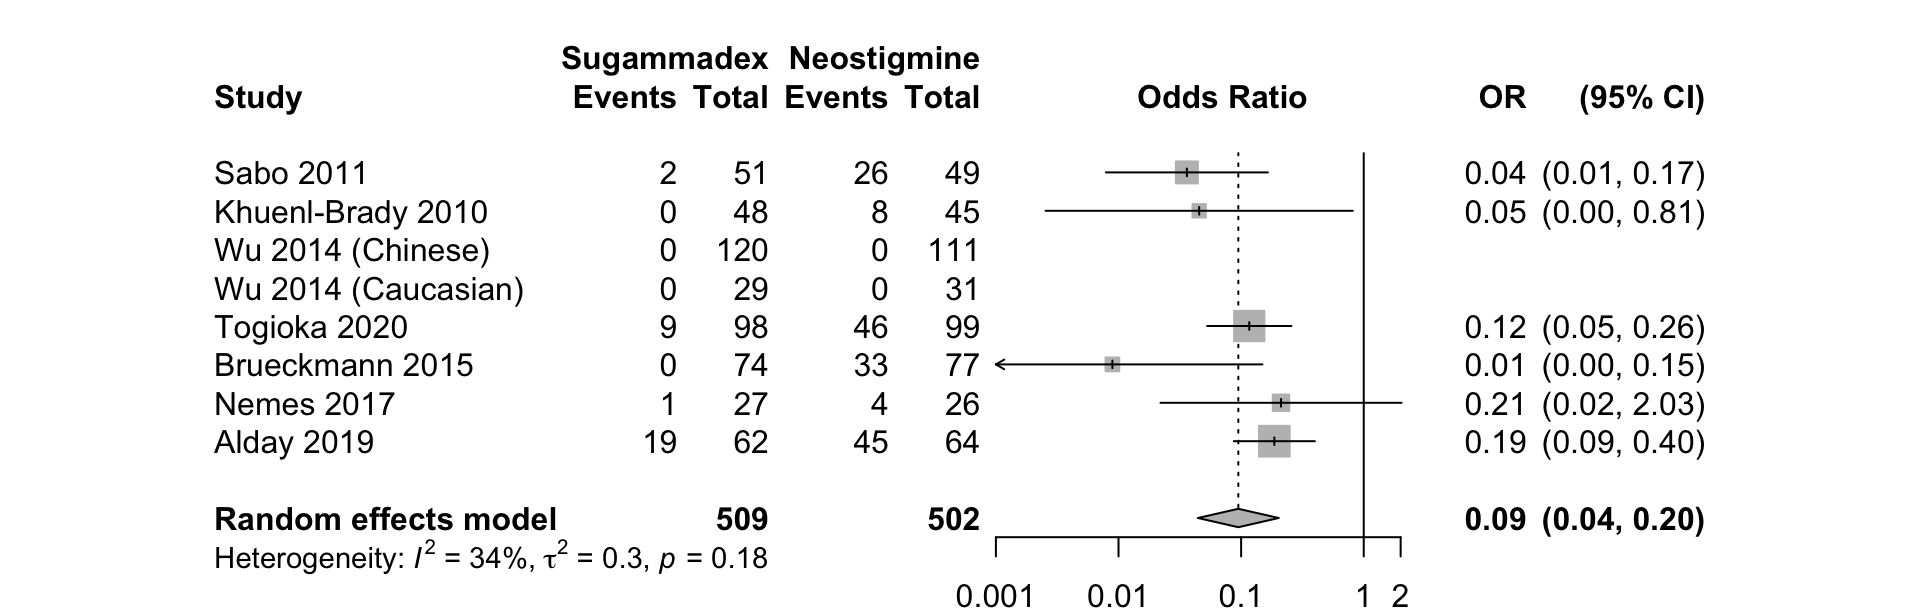 Sugammadex Neostigmine
Study Events Total Events Total Odds Ratio OR (95% CI)
Sabo 2011 2 51 26 49 0.04 (0.01, 0.17)
Khuenl-Brady 2010 0 48 8 45 0.05 (0.00, 0.81)
Wu 2014 (Chinese) 0 120 0 111
Wu 2014 (Caucasian) 0 29 0 31
Togioka 2020 9 98 46 99 0.12 (0.05, 0.26)
Brueckmann 2015 0 74 33 77 0.01 (0.00, 0.15)
Nemes 2017 1 27 4 26 0.21 (0.02, 2.03)
Alday 2019 19 62 45 64 0.19 (0.09, 0.40)
Random effects model 509 502 0.09 (0.04, 0.20)
Heterogeneity: I² = 34%, τ² = 0.3, p = 0.18
0.001 0.01 0.1 1 2